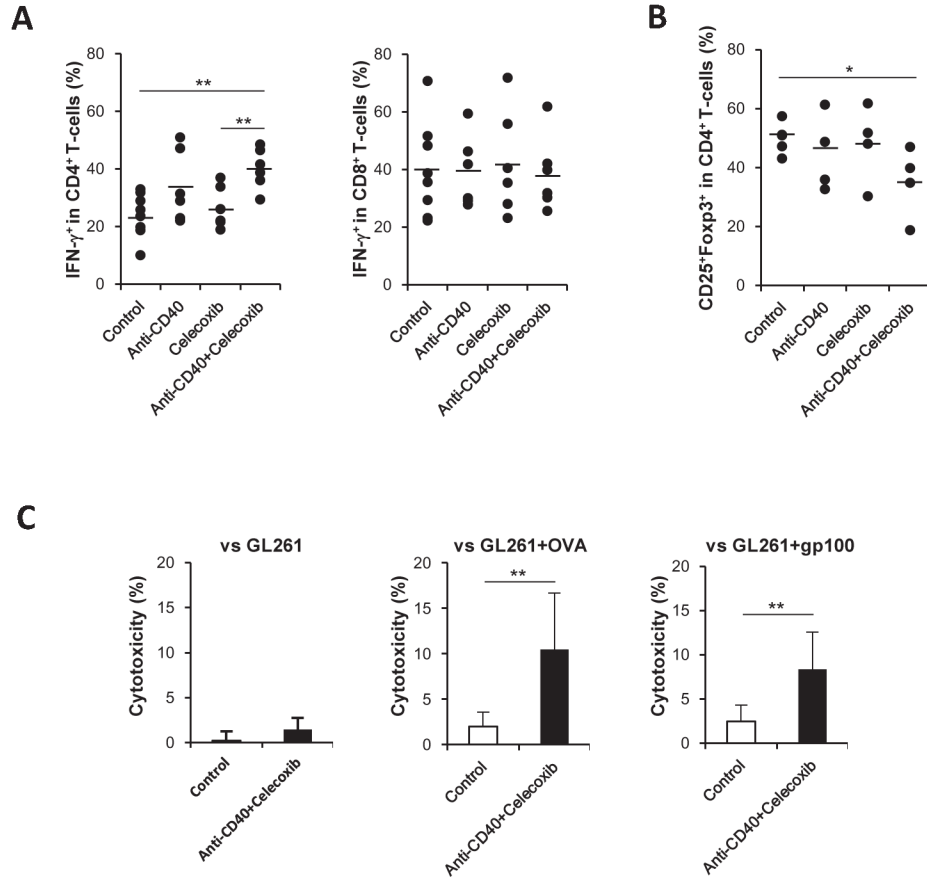 A
IFN-γ⁺ in CD4⁺ T-cells (%)
80
60
40
20
0
**
**
Control
Anti-CD40
Celecoxib
Anti-CD40+Celecoxib
IFN-γ⁺ in CD8⁺ T-cells (%)
80
60
40
20
0
Control
Anti-CD40
Celecoxib
Anti-CD40+Celecoxib
B
CD25⁺Foxp3⁺ in CD4⁺ T-cells (%)
80
60
40
20
0
*
Control
Anti-CD40
Celecoxib
Anti-CD40+Celecoxib
C
vs GL261
Cytotoxicity (%)
20
15
10
5
0
Control
Anti-CD40+Celecoxib
vs GL261+OVA
Cytotoxicity (%)
20
15
10
5
0
**
Control
Anti-CD40+Celecoxib
vs GL261+gp100
Cytotoxicity (%)
20
15
10
5
0
**
Control
Anti-CD40+Celecoxib